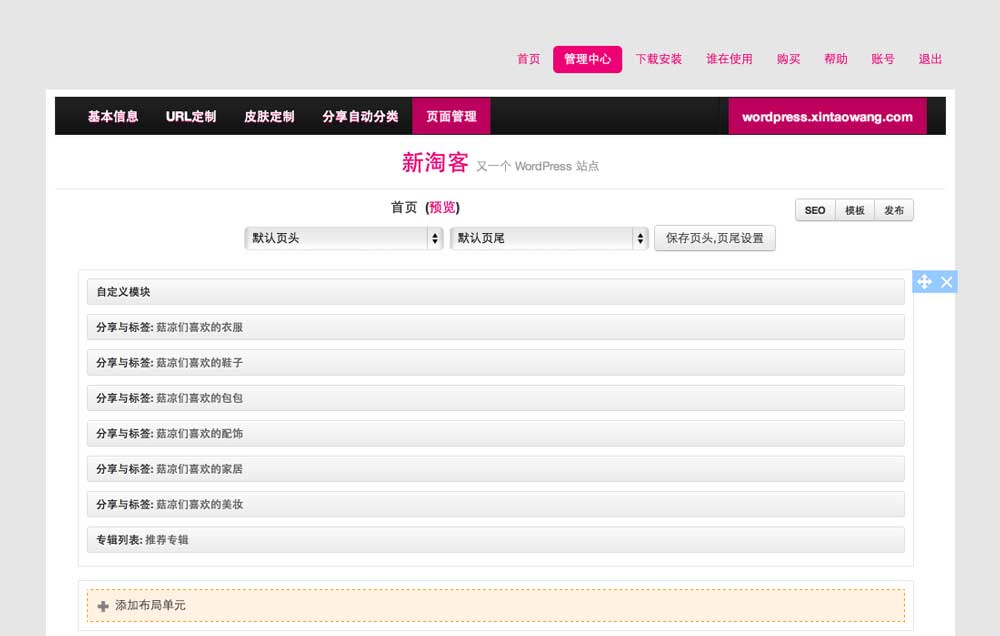 首页 管理中心 下载安装 谁在使用 购买 帮助 账号 退出
基本信息 URL定制 皮肤定制 分享自动分类 页面管理 wordpress.xintaowang.com
新淘客 又一个 WordPress 站点
首页 (预览)
SEO 模板 发布
默认页头 默认页尾 保存页头,页尾设置
自定义模块
分享与标签: 菇凉们喜欢的衣服
分享与标签: 菇凉们喜欢的鞋子
分享与标签: 菇凉们喜欢的包包
分享与标签: 菇凉们喜欢的配饰
分享与标签: 菇凉们喜欢的家居
分享与标签: 菇凉们喜欢的美妆
专辑列表: 推荐专辑
添加布局单元